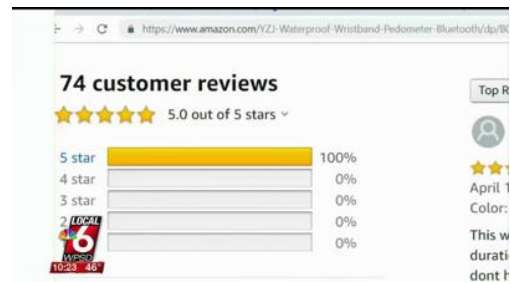 https://www.amazon.com/YZJ-Waterproof-Wristband-Pedometer-Bluetooth/dp/B0
74 customer reviews
5.0 out of 5 stars
5 star 100%
4 star 0%
3 star 0%
2 0%
0%
LOCAL
6
WPSD
10:23 46°
Top R
April 1
Color:
This w
durati
dont h